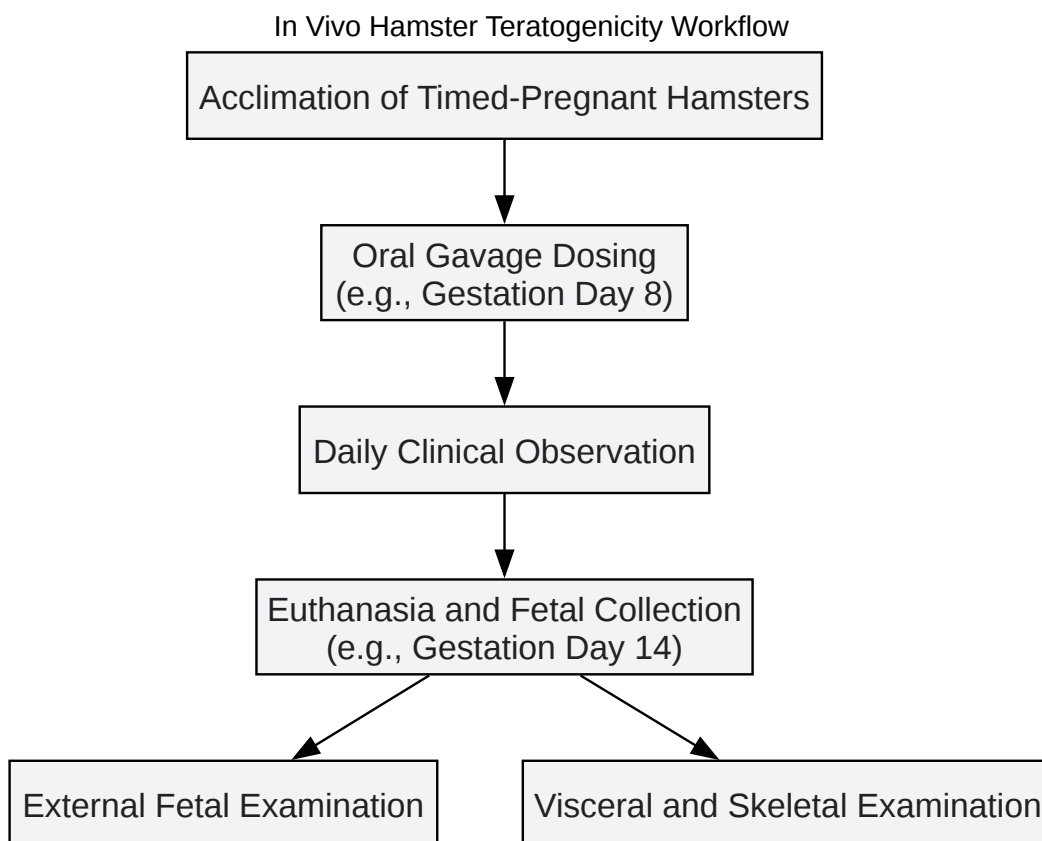 In Vivo Hamster Teratogenicity Workflow
Acclimation of Timed-Pregnant Hamsters
Oral Gavage Dosing
(e.g., Gestation Day 8)
Daily Clinical Observation
Euthanasia and Fetal Collection
(e.g., Gestation Day 14)
External Fetal Examination
Visceral and Skeletal Examination